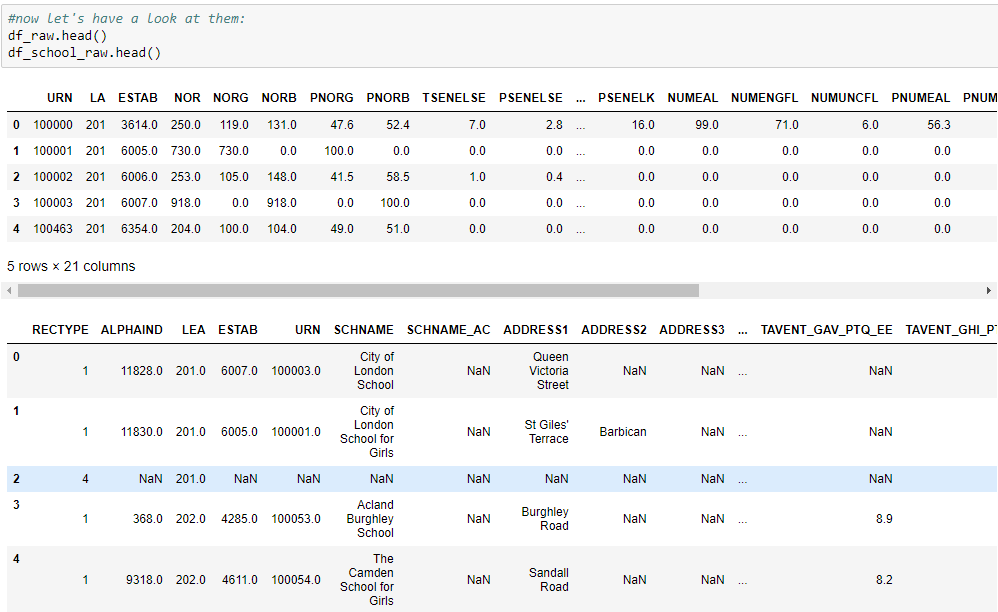 #now let's have a look at them:
df_raw.head()
df_school_raw.head()
URN LA ESTAB NOR NORG NORB PNORG PNORB TSENELSE PSENELSE ... PSENELK NUMEAL NUMENGFL NUMUNCFL PNUMEAL PNUM
0 100000 201 3614.0 250.0 119.0 131.0 47.6 52.4 7.0 2.8 ... 16.0 99.0 71.0 6.0 56.3
1 100001 201 6005.0 730.0 730.0 0.0 100.0 0.0 0.0 0.0 ... 0.0 0.0 0.0 0.0 0.0
2 100002 201 6006.0 253.0 105.0 148.0 41.5 58.5 1.0 0.4 ... 0.0 0.0 0.0 0.0 0.0
3 100003 201 6007.0 918.0 0.0 918.0 0.0 100.0 0.0 0.0 ... 0.0 0.0 0.0 0.0 0.0
4 100463 201 6354.0 204.0 100.0 104.0 49.0 51.0 0.0 0.0 ... 0.0 0.0 0.0 0.0 0.0
5 rows × 21 columns
RECTYPE ALPHAIND LEA ESTAB URN SCHNAME SCHNAME_AC ADDRESS1 ADDRESS2 ADDRESS3 ... TAVENT_GAV_PTQ_EE TAVENT_GHI_PT
0 1 11828.0 201.0 6007.0 100003.0 City of London School NaN Queen Victoria Street NaN NaN ... NaN
1 1 11830.0 201.0 6005.0 100001.0 City of London School for Girls NaN St Giles' Terrace Barbican NaN ... NaN
2 4 NaN 201.0 NaN NaN NaN NaN NaN NaN NaN ... NaN
3 1 368.0 202.0 4285.0 100053.0 Acland Burghley School NaN Burghley Road NaN NaN ... 8.9
4 1 9318.0 202.0 4611.0 100054.0 The Camden School for Girls NaN Sandall Road NaN NaN ... 8.2